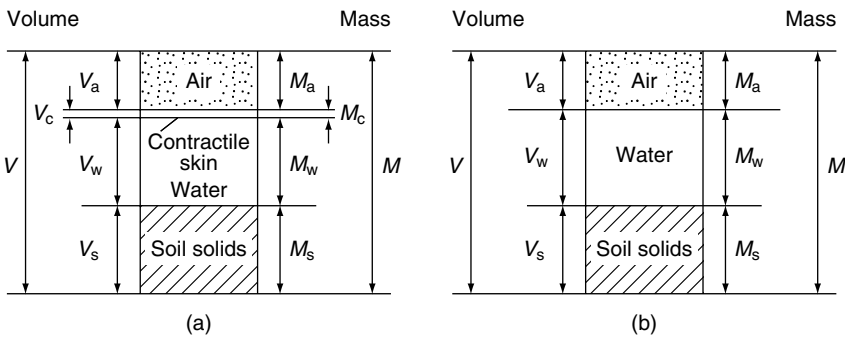 Volume Mass
Va Air Ma
Vc Mc
Contractile
skin
V Vw Mw M
Water
Vs Soil solids Ms
(a)
Volume Mass
Va Air Ma
V Vw Water Mw M
Vs Soil solids Ms
(b)